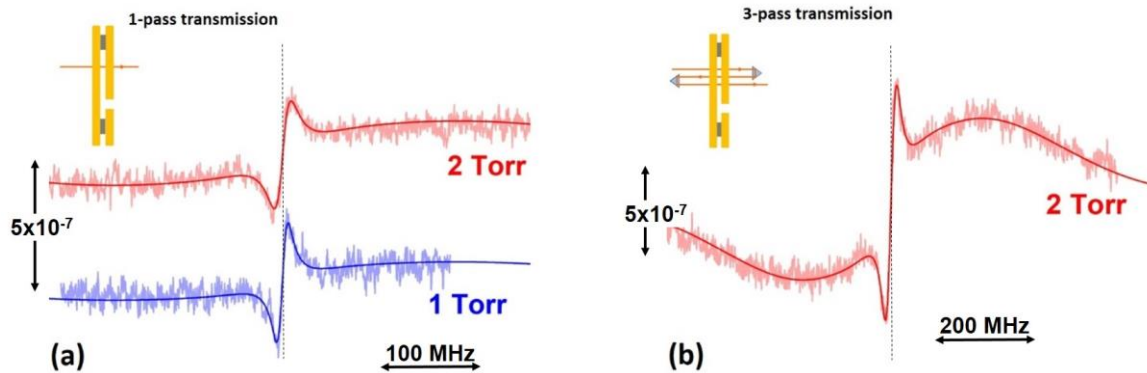 1-pass transmission
2 Torr
5x10⁻⁷
1 Torr
(a)
100 MHz
3-pass transmission
5x10⁻⁷
2 Torr
200 MHz
(b)